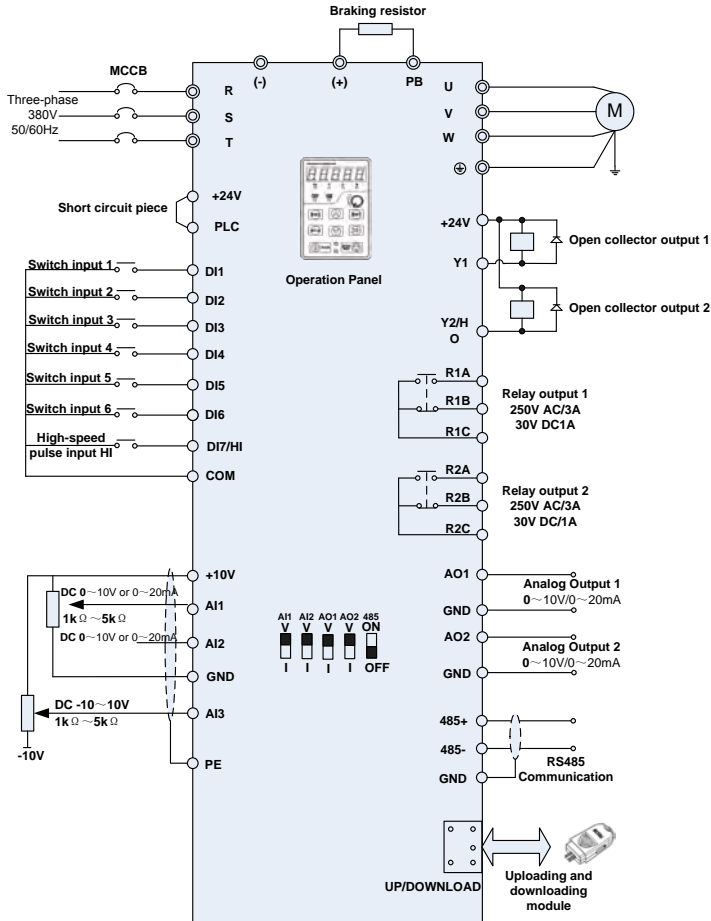 Braking resistor
MCCB
(-)
(+)
PB
Three-phase
380V
50/60Hz
R
S
T
U
V
W
M
Short circuit piece
+24V
PLC
Operation Panel
+24V
Y1
Open collector output 1
Y2/H
O
Open collector output 2
Switch input 1
DI1
Switch input 2
DI2
Switch input 3
DI3
Switch input 4
DI4
Switch input 5
DI5
Switch input 6
DI6
High-speed
pulse input HI
DI7/HI
COM
R1A
R1B
R1C
Relay output 1
250V AC/3A
30V DC1A
R2A
R2B
R2C
Relay output 2
250V AC/3A
30V DC/1A
+10V
DC 0～10V or 0～20mA
AI1
1kΩ～5kΩ
DC 0～10V or 0～20mA
AI2
GND
DC -10～10V
AI3
1kΩ～5kΩ
-10V
PE
AI1 AI2 AO1 AO2 485
V V V V ON
I I I I OFF
AO1
Analog Output 1
0～10V/0～20mA
GND
AO2
Analog Output 2
0～10V/0～20mA
GND
485+
485-
GND
RS485
Communication
UP/DOWNLOAD
Uploading and
downloading
module